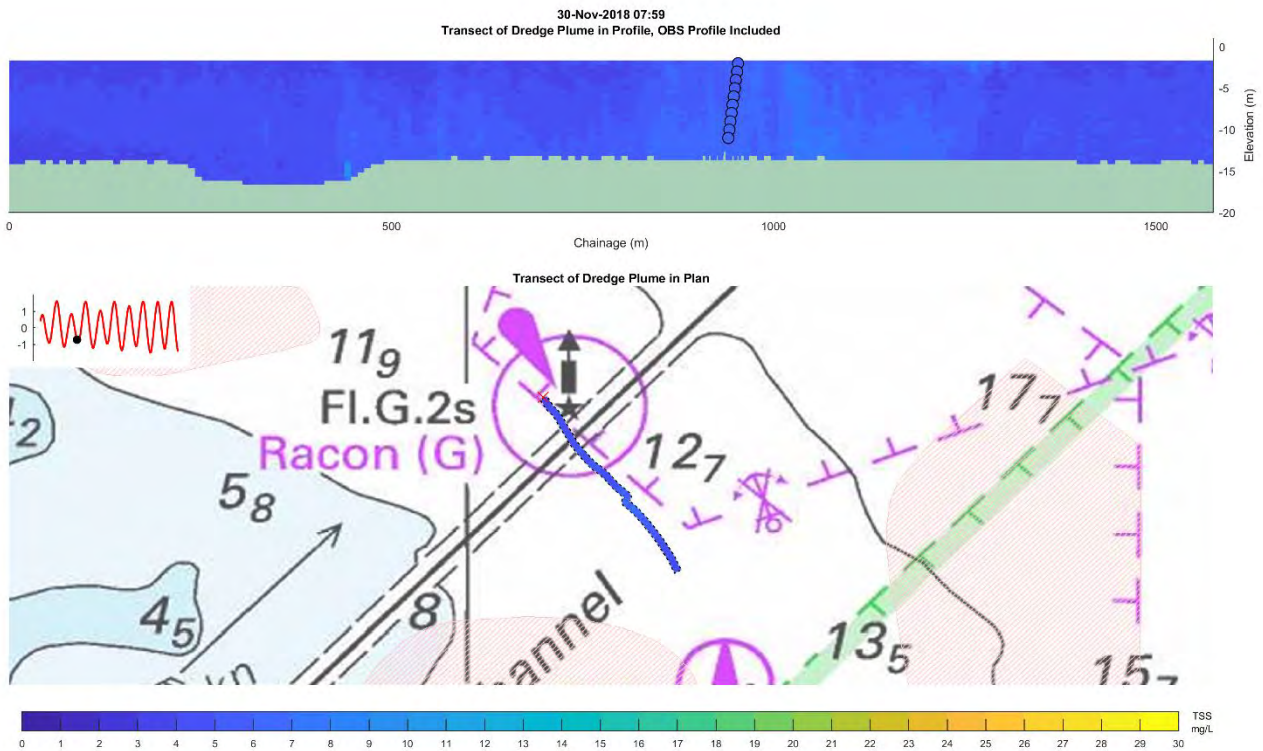 30-Nov-2018 07:59
Transect of Dredge Plume in Profile, OBS Profile Included
0
-5
-10
-15
-20
Elevation (m)
0 500 1000 1500
Chainage (m)
Transect of Dredge Plume in Plan
1
0
-1
11 9
Fl.G.2s
Racon (G)
12 7
17 7
2
5 8
4 5
8
hannel
13 5
15 7
kn
TSS
mg/L
0 1 2 3 4 5 6 7 8 9 10 11 12 13 14 15 16 17 18 19 20 21 22 23 24 25 26 27 28 29 30